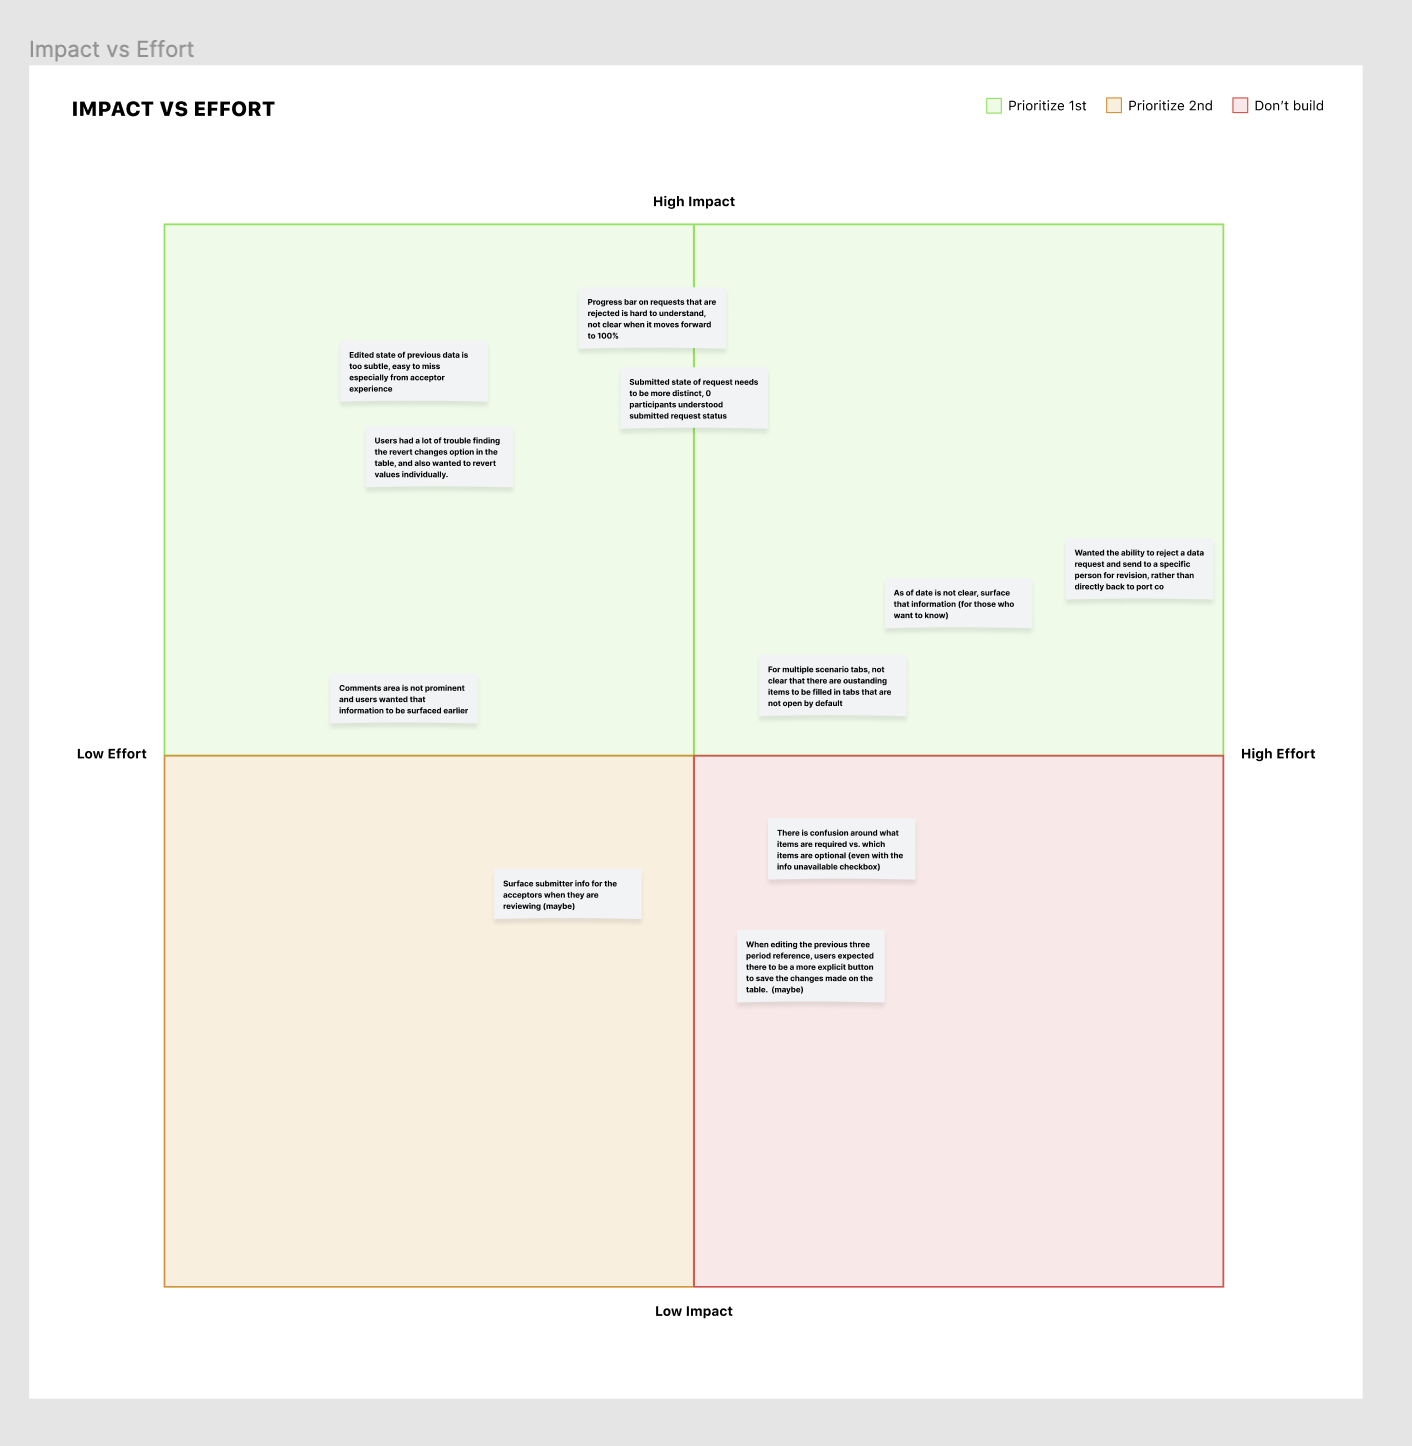 Impact vs Effort
IMPACT VS EFFORT
Prioritize 1st
Prioritize 2nd
Don't build
High Impact
Progress bar on requests that are
rejected is hard to understand,
not clear when it moves forward
to 100%
Edited state of previous data is
too subtle, easy to miss
especially from acceptor
experience
Submitted state of request needs
to be more distinct, 0
participants understood
submitted request status
Users had a lot of trouble finding
the revert changes option in the
table, and also wanted to revert
values individually.
Wanted the ability to reject a data
request and send to a specific
person for revision, rather than
directly back to port co
As of date is not clear, surface
that information (for those who
want to know)
For multiple scenario tabs, not
clear that there are oustanding
items to be filled in tabs that are
not open by default
Comments area is not prominent
and users wanted that
information to be surfaced earlier
Low Effort
High Effort
There is confusion around what
items are required vs. which
items are optional (even with the
info unavailable checkbox)
Surface submitter info for the
acceptors when they are
reviewing (maybe)
When editing the previous three
period reference, users expected
there to be a more explicit button
to save the changes made on the
table. (maybe)
Low Impact